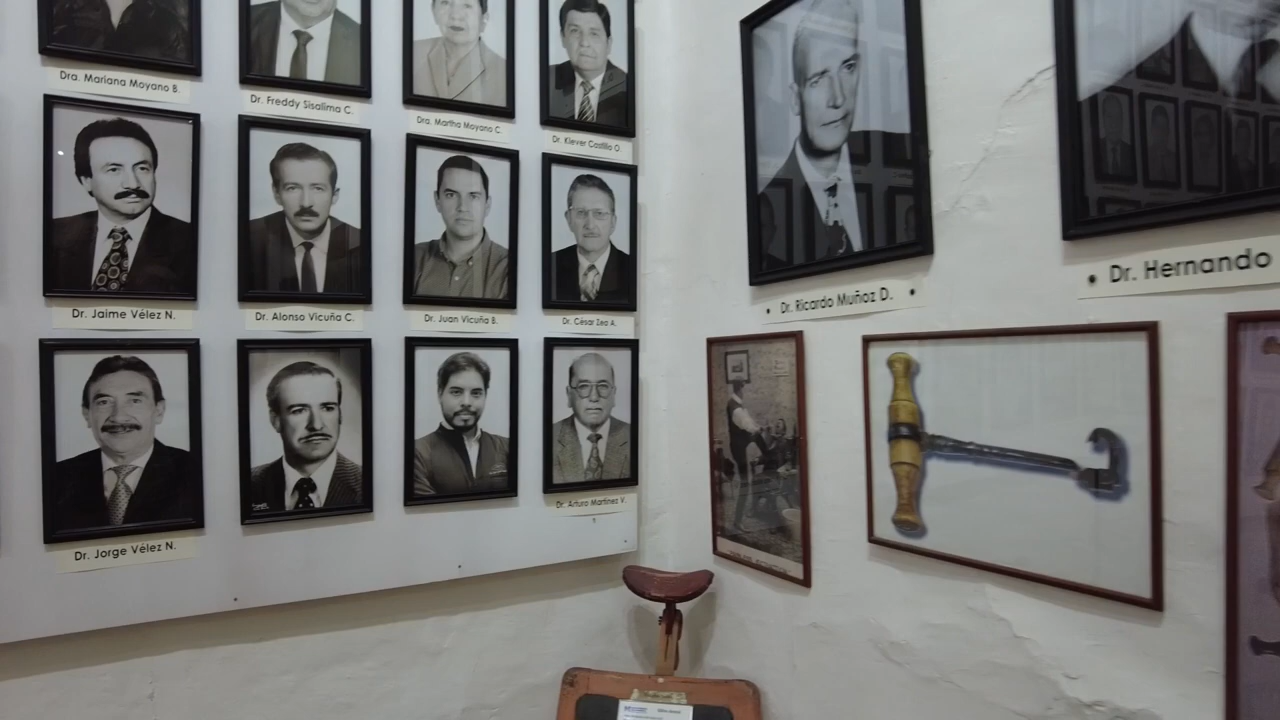 Dra. Mariana Moyano B.
Dr. Freddy Sisalima C.
Dra. Martha Moyano C.
Dr. Klever Castillo O.
Dr. Jaime Vélez N.
Dr. Alonso Vicuña C.
Dr. Juan Vicuña B.
Dr. César Zea A.
Dr. Jorge Vélez N.
Dr. Arturo Martínez V.
• Dr. Ricardo Muñoz D. •
• Dr. Hernando